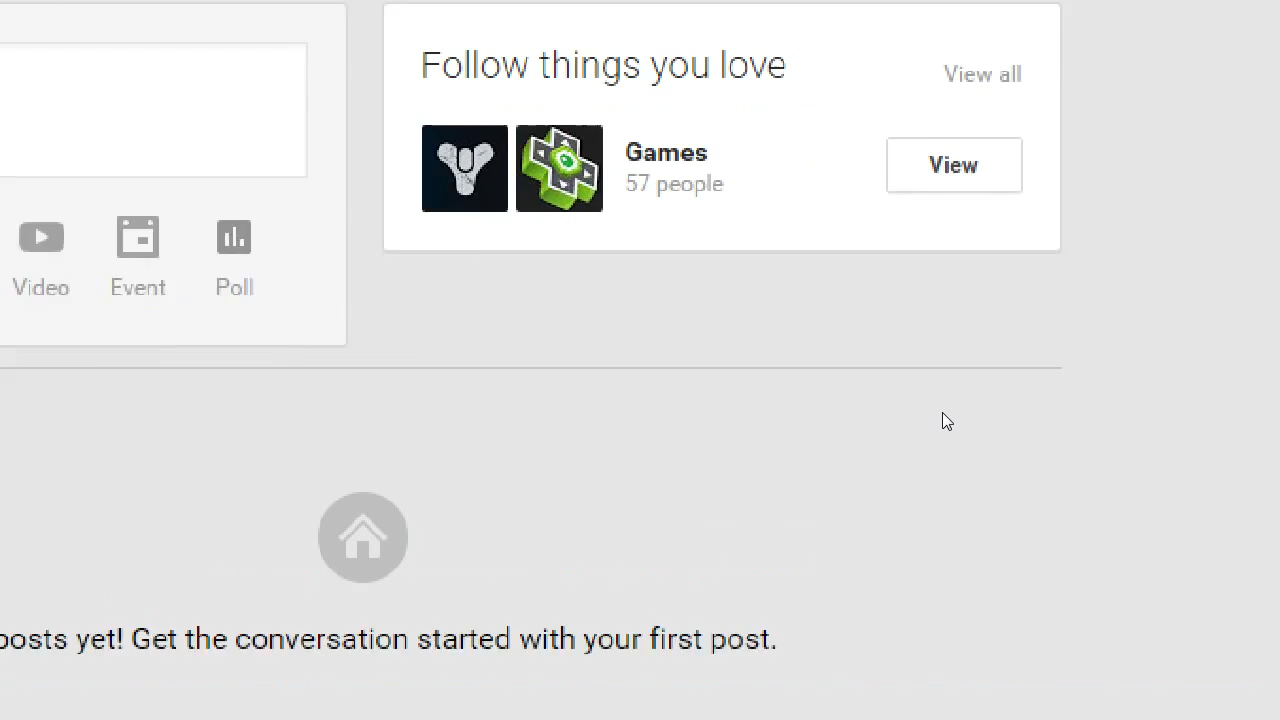 Follow things you love
View all
Games
57 people
View
Video
Event
Poll
posts yet! Get the conversation started with your first post.